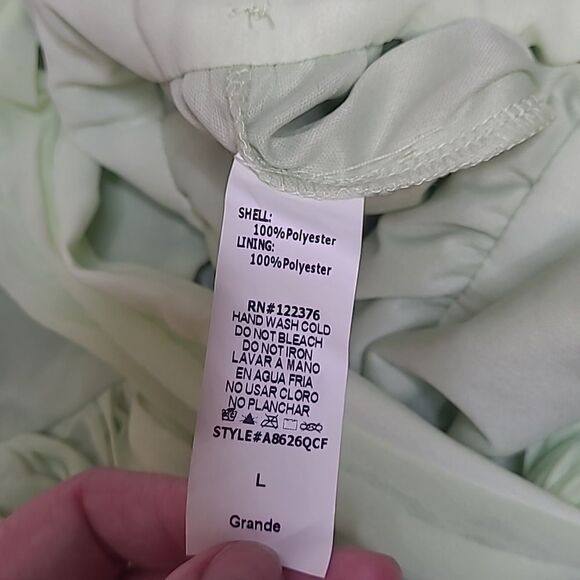 SHELL:
100%Polyester
LINING:
100%Polyester
RN#122376
HAND WASH COLD
DO NOT BLEACH
DO NOT IRON
LAVAR A MANO
EN AGUA FRIA
NO USAR CLORO
NO PLANCHAR
STYLE#A8626QCF
L
Grande